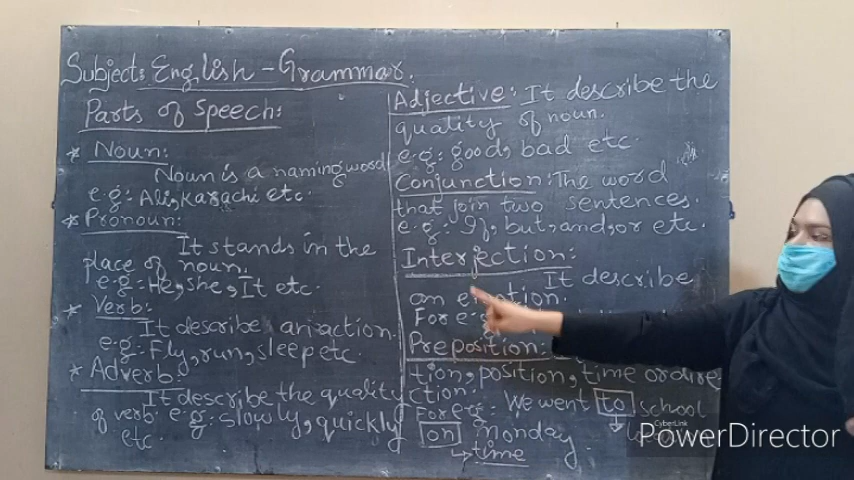 Subject: English - Grammar.
Parts of Speech:
* Noun:
Noun is a naming word
e.g: Ali, Karachi etc.
* Pronoun:
It stands in the
place of noun.
e.g: He, she, It etc.
* Verb:
It describe an action.
e.g: Fly, run, sleep etc.
* Adverb:
It describe the quality
of verb. e.g: slowly, quickly
etc.
Adjective: It describe the
quality of noun.
e.g: good, bad etc.
Conjunction: The word
that join two sentences.
e.g: If, but, and, or etc.
Interjection:
It describe
an emotion.
For e.g
Preposition:
tion, position, time or dire
ction.
For e.g: We went to school
on Monday.
time
CyberLink
PowerDirector